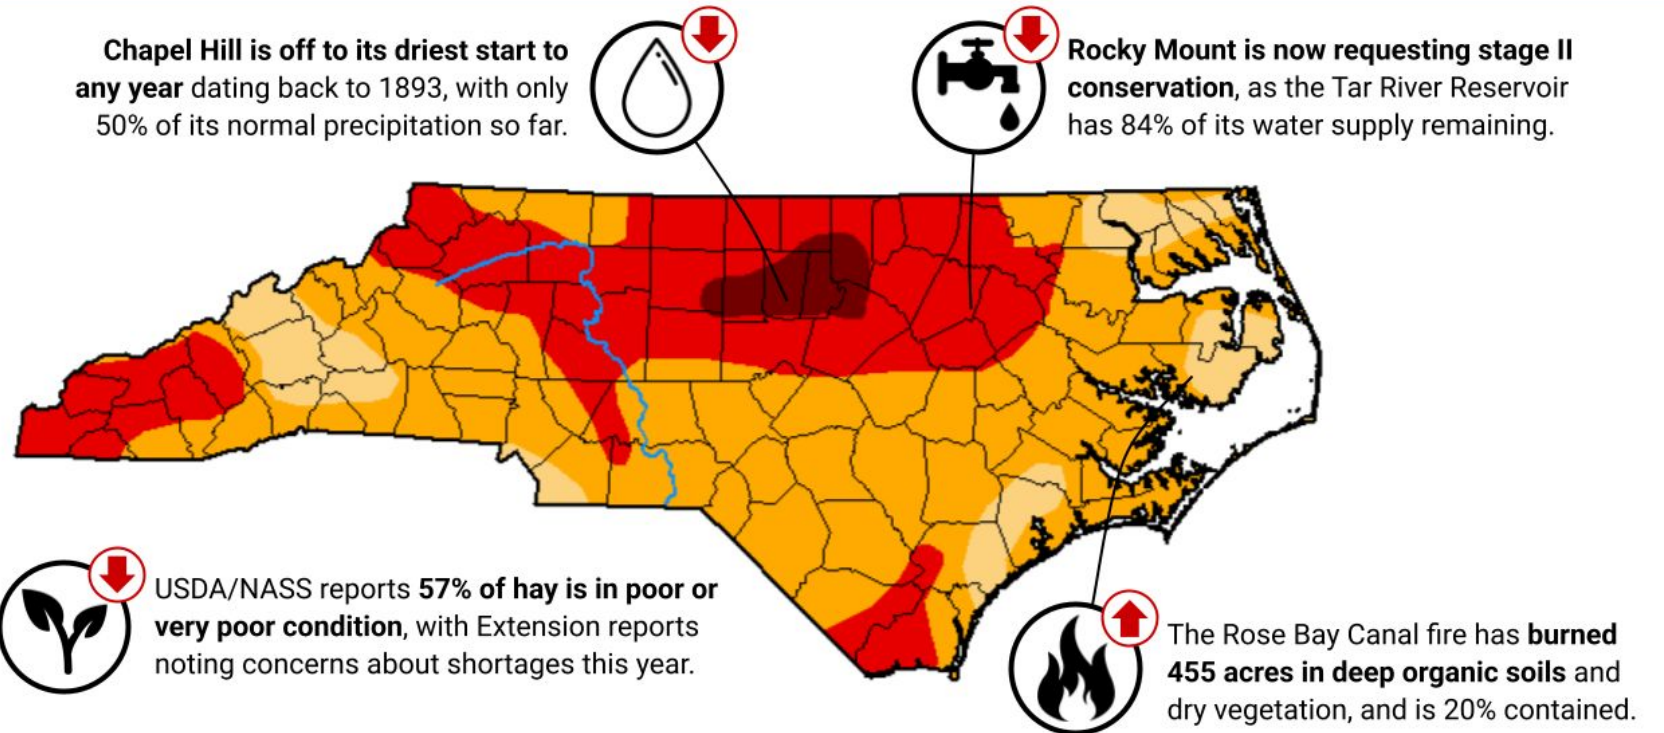 Chapel Hill is off to its driest start to
any year dating back to 1893, with only
50% of its normal precipitation so far.
Rocky Mount is now requesting stage II
conservation, as the Tar River Reservoir
has 84% of its water supply remaining.
USDA/NASS reports 57% of hay is in poor or
very poor condition, with Extension reports
noting concerns about shortages this year.
The Rose Bay Canal fire has burned
455 acres in deep organic soils and
dry vegetation, and is 20% contained.